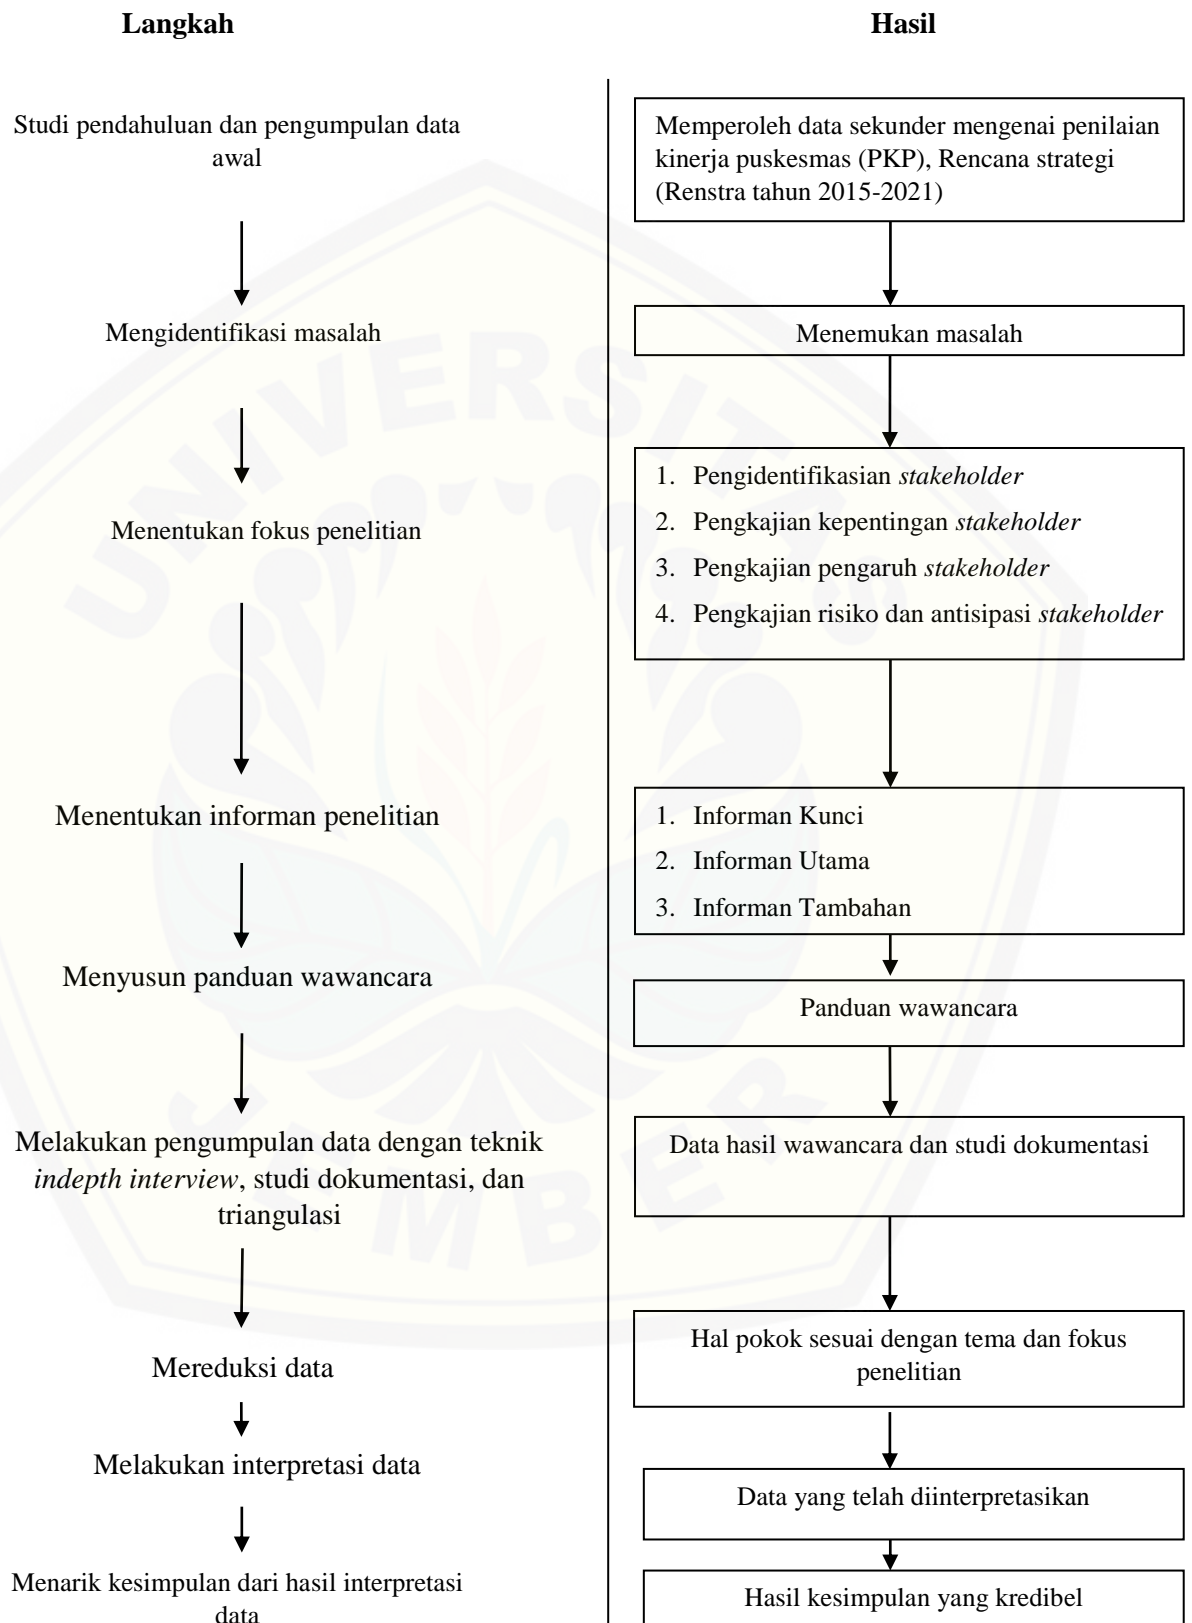 Langkah
Hasil
Studi pendahuluan dan pengumpulan data
awal
Memperoleh data sekunder mengenai penilaian
kinerja puskesmas (PKP), Rencana strategi
(Renstra tahun 2015-2021)
Mengidentifikasi masalah
Menemukan masalah
Menentukan fokus penelitian
1. Pengidentifikasian stakeholder
2. Pengkajian kepentingan stakeholder
3. Pengkajian pengaruh stakeholder
4. Pengkajian risiko dan antisipasi stakeholder
Menentukan informan penelitian
1. Informan Kunci
2. Informan Utama
3. Informan Tambahan
Menyusun panduan wawancara
Panduan wawancara
Melakukan pengumpulan data dengan teknik
indepth interview, studi dokumentasi, dan
triangulasi
Data hasil wawancara dan studi dokumentasi
Mereduksi data
Hal pokok sesuai dengan tema dan fokus
penelitian
Melakukan interpretasi data
Data yang telah diinterpretasikan
Menarik kesimpulan dari hasil interpretasi
data
Hasil kesimpulan yang kredibel
UNIVERSITAS
JEMBER